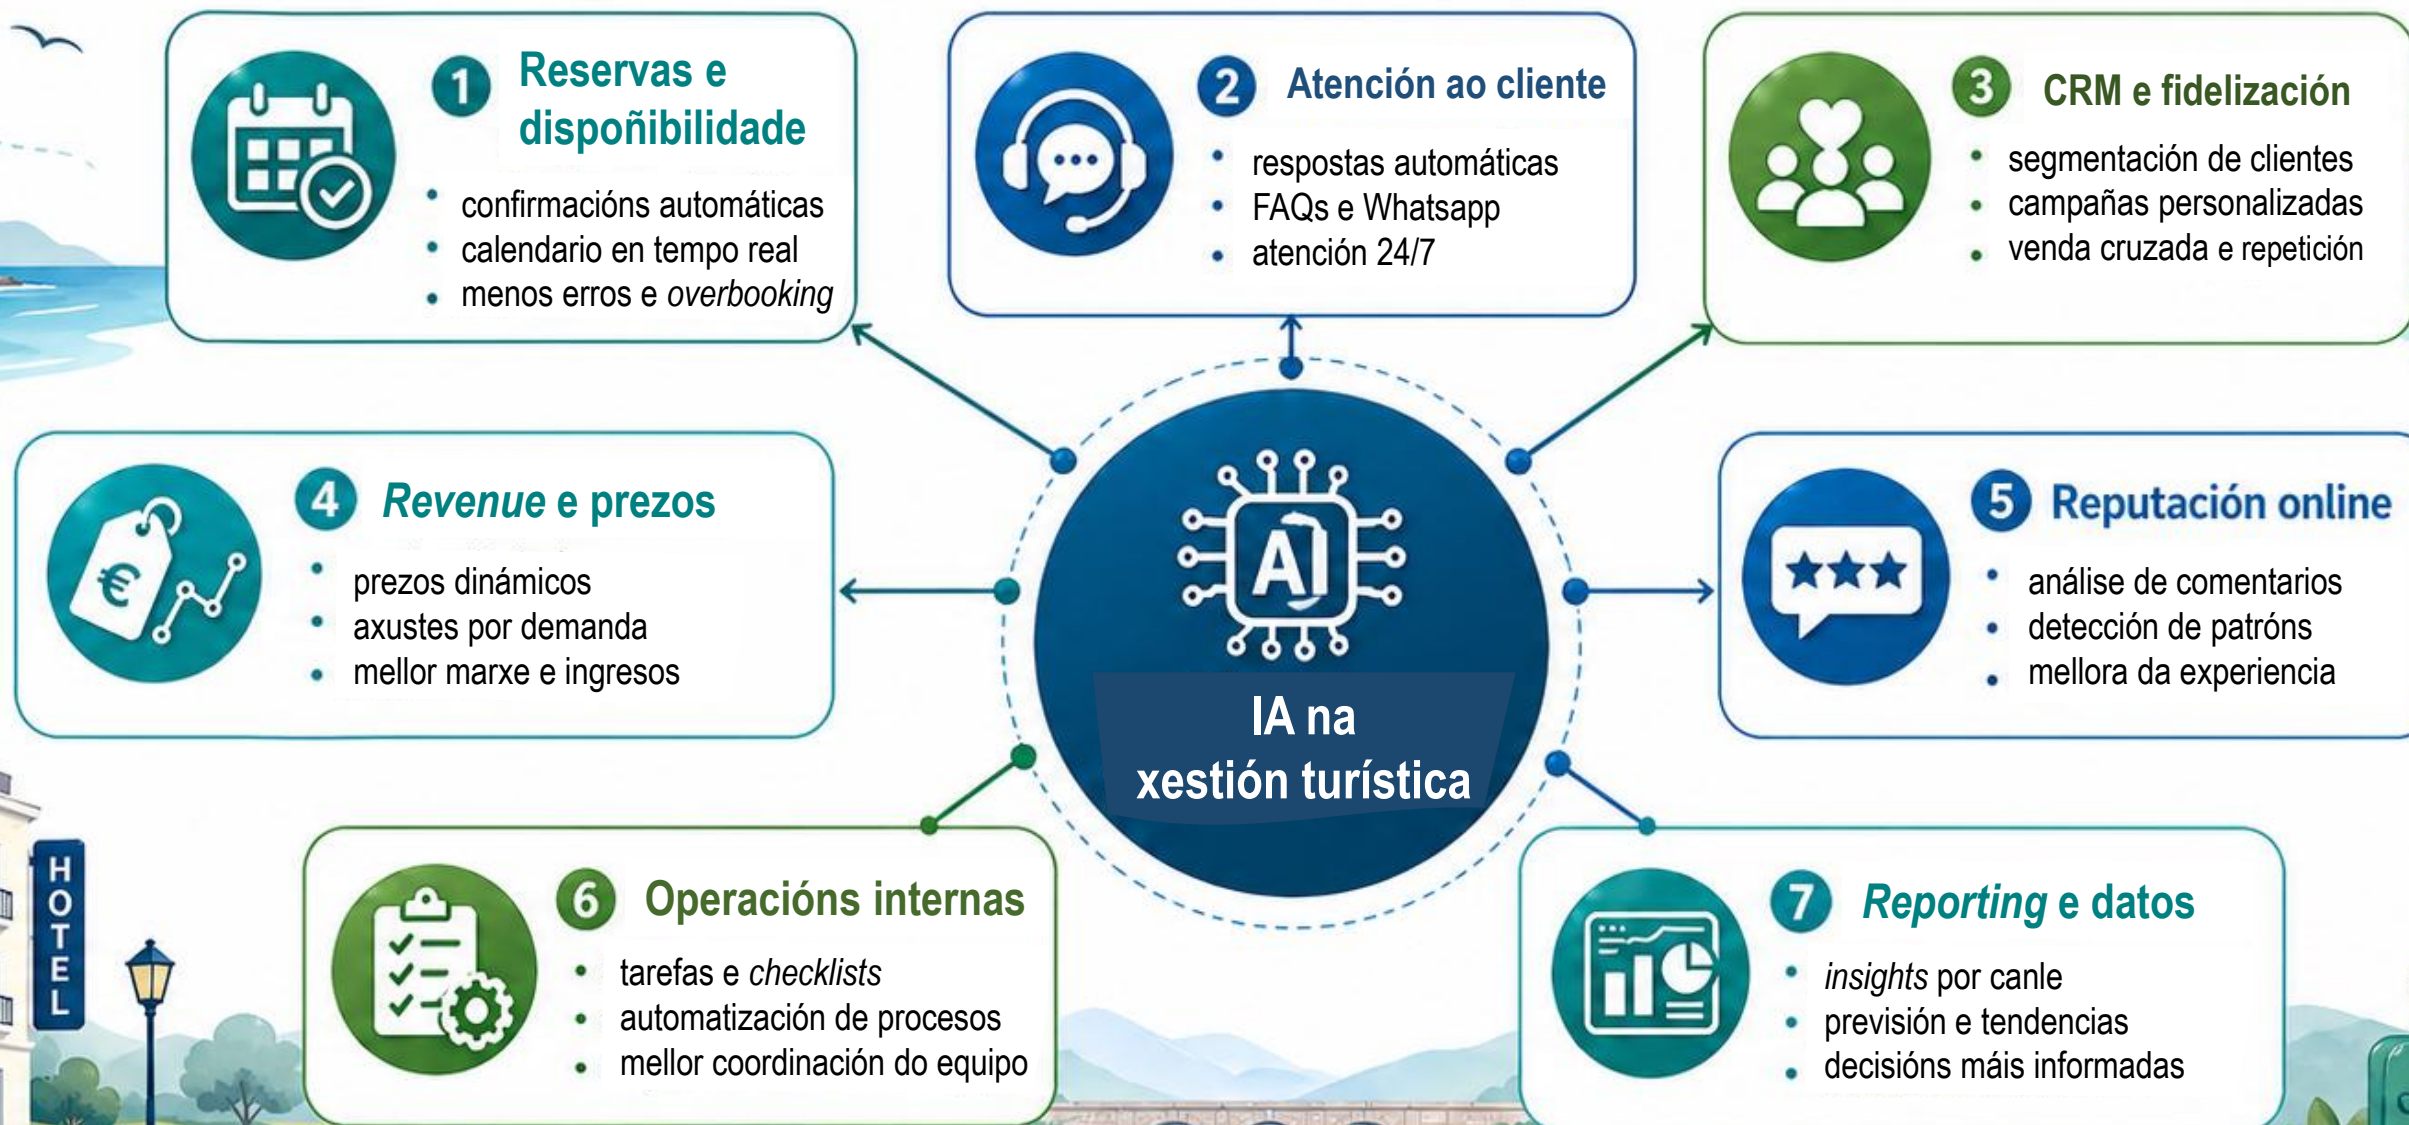 1
Reservas e
dispoñibilidade
• confirmacións automáticas
• calendario en tempo real
• menos erros e overbooking
2 Atención ao cliente
• respostas automáticas
• FAQs e Whatsapp
• atención 24/7
3 CRM e fidelización
• segmentación de clientes
• campañas personalizadas
• venda cruzada e repetición
4 Revenue e prezos
€
• prezos dinámicos
• axustes por demanda
• mellor marxe e ingresos
AI
IA na
xestión turística
5 Reputación online
• análise de comentarios
• detección de patróns
• mellora da experiencia
HOTEL
6 Operacións internas
• tarefas e checklists
• automatización de procesos
• mellor coordinación do equipo
7 Reporting e datos
• insights por canle
• previsión e tendencias
• decisións máis informadas